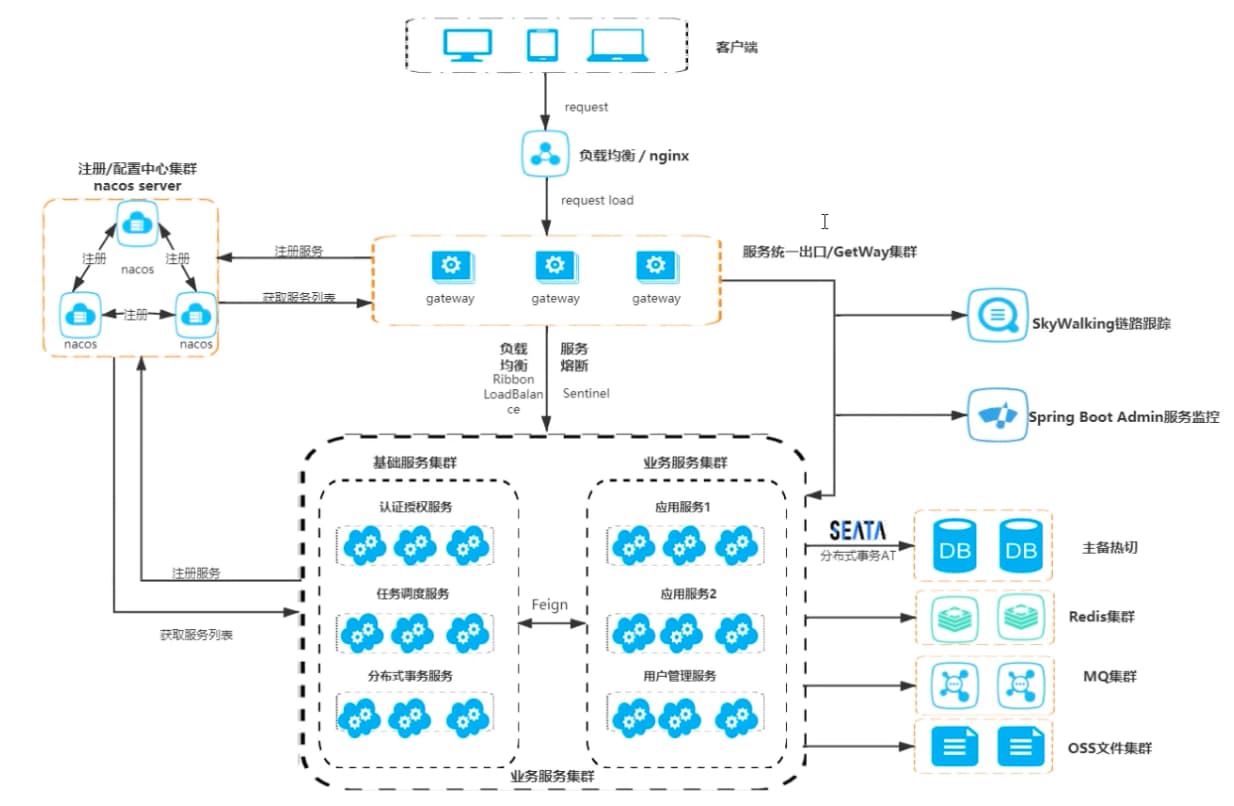 客户端
request
负载均衡 / nginx
request load
注册/配置中心集群
nacos server
注册
注册
nacos
注册
nacos
nacos
注册服务
获取服务列表
gateway
gateway
gateway
服务统一出口/GetWay集群
SkyWalking链路跟踪
Spring Boot Admin服务监控
负载
均衡
Ribbon
LoadBalan
ce
服务
熔断
Sentinel
基础服务集群
业务服务集群
认证授权服务
任务调度服务
分布式事务服务
Feign
应用服务1
应用服务2
用户管理服务
业务服务集群
注册服务
获取服务列表
SEATA
分布式事务AT
DB
DB
主备热切
Redis集群
MQ集群
OSS文件集群